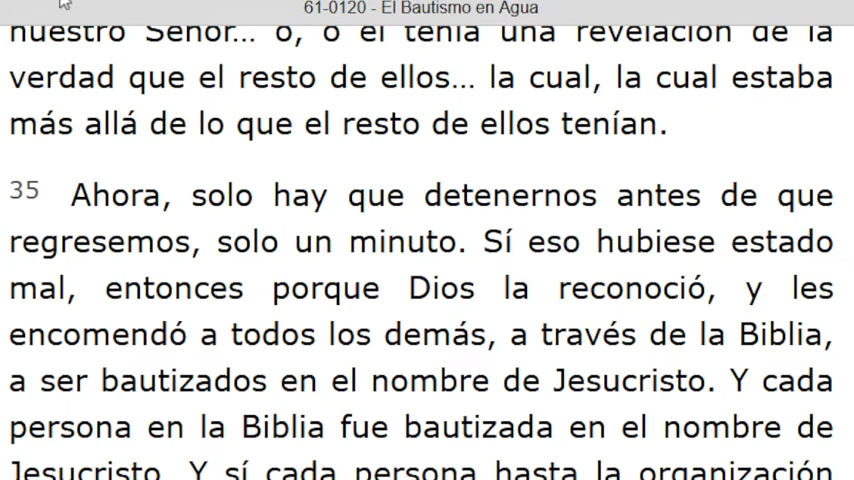 61-0120 - El Bautismo en Agua
nuestro Señor... o, o él tenía una revelación de la
verdad que el resto de ellos... la cual, la cual estaba
más allá de lo que el resto de ellos tenían.
35 Ahora, solo hay que detenernos antes de que
regresemos, solo un minuto. Sí eso hubiese estado
mal, entonces porque Dios la reconoció, y les
encomendó a todos los demás, a través de la Biblia,
a ser bautizados en el nombre de Jesucristo. Y cada
persona en la Biblia fue bautizada en el nombre de
Jesucristo. Y sí cada persona hasta la organización